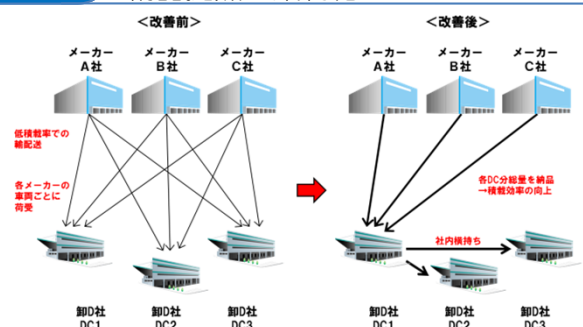 ＜改善前＞
メーカー
A社
メーカー
B社
メーカー
C社
低積載率での
輸配送
各メーカーの
車両ごとに
荷受
卸D社
DC1
卸D社
DC2
卸D社
DC3
＜改善後＞
メーカー
A社
メーカー
B社
メーカー
C社
各DC分総量を納品
→積載効率の向上
社内横持ち
卸D社
DC1
卸D社
DC2
卸D社
DC3